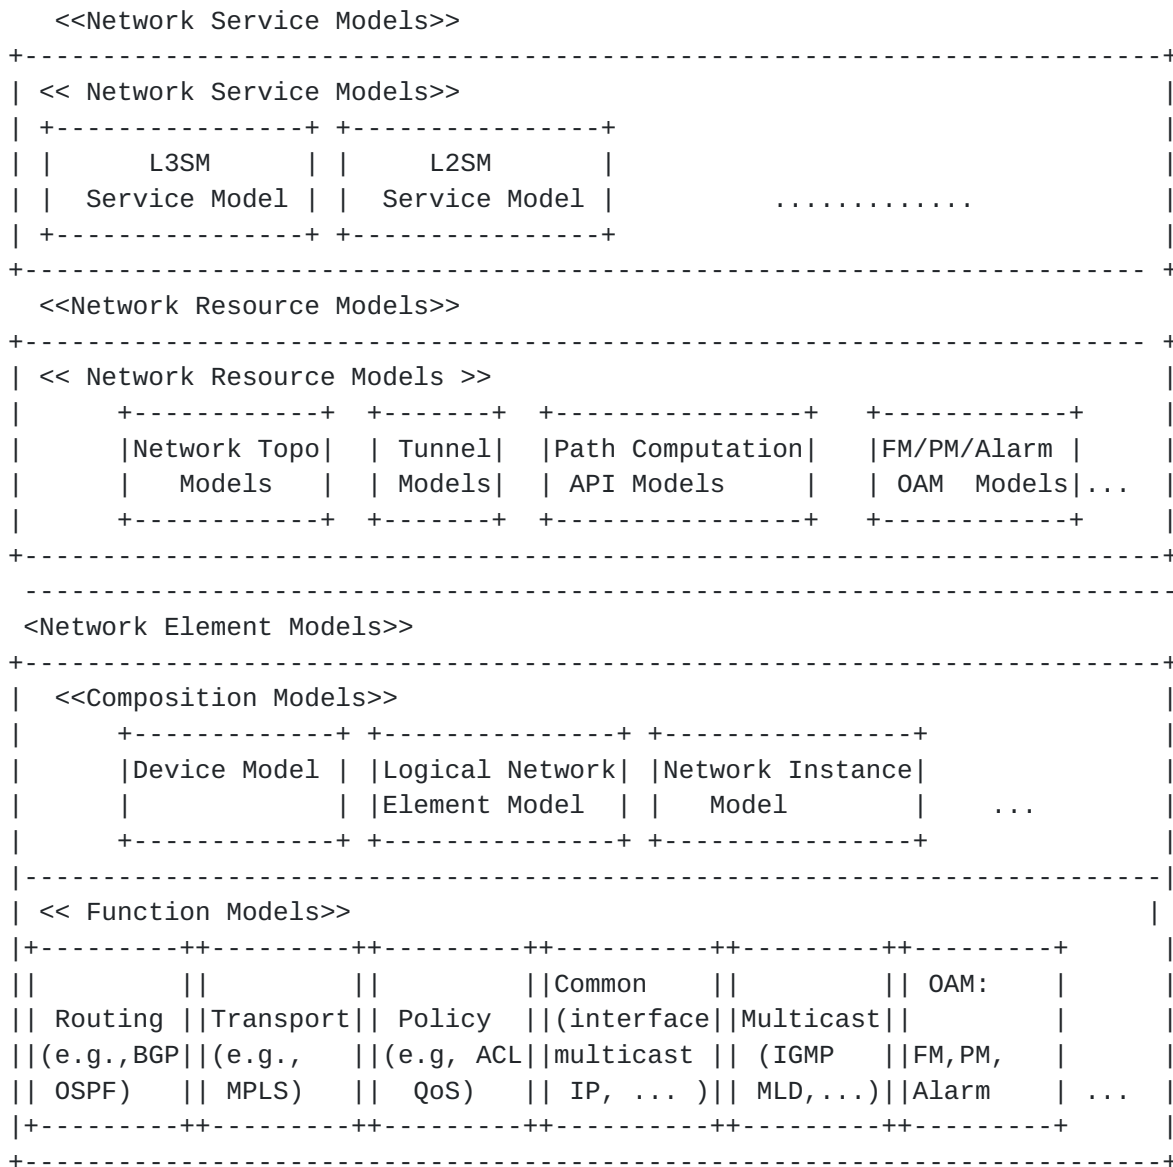 <<Network Service Models>>
+-------------------------------------------------------------------------+
| << Network Service Models>>                                             |
| +----------------+ +----------------+                                   |
| |      L3SM      | |     L2SM       |                                   |
| |  Service Model | |  Service Model |          .............            |
| +----------------+ +----------------+                                   |
+------------------------------------------------------------------------ +
<<Network Resource Models>>
+------------------------------------------------------------------------ +
| << Network Resource Models >>                                           |
|      +------------+  +-------+  +----------------+   +------------+     |
|      |Network Topo|  | Tunnel|  |Path Computation|   |FM/PM/Alarm |     |
|      |   Models   |  | Models|  | API Models     |   | OAM  Models|...  |
|      +------------+  +-------+  +----------------+   +------------+     |
+-------------------------------------------------------------------------+
--------------------------------------------------------------------------
<Network Element Models>>
+-------------------------------------------------------------------------+
|  <<Composition Models>>                                                 |
|      +-------------+ +---------------+ +----------------+               |
|      |Device Model | |Logical Network| |Network Instance|               |
|      |             | |Element Model  | |   Model        |    ...        |
|      +-------------+ +---------------+ +----------------+               |
|-------------------------------------------------------------------------|
| << Function Models>>                                                   |
|+---------++---------++---------++----------++---------++---------+      |
||         ||         ||         ||Common    ||         || OAM:    |      |
|| Routing ||Transport|| Policy  ||(interface||Multicast||         |      |
||(e.g.,BGP||(e.g.,   ||(e.g, ACL||multicast || (IGMP   ||FM,PM,   |      |
|| OSPF)   || MPLS)   ||   QoS)  || IP, ... )|| MLD,...)||Alarm    | ...  |
|+---------++---------++---------++----------++---------++---------+      |
+-------------------------------------------------------------------------+